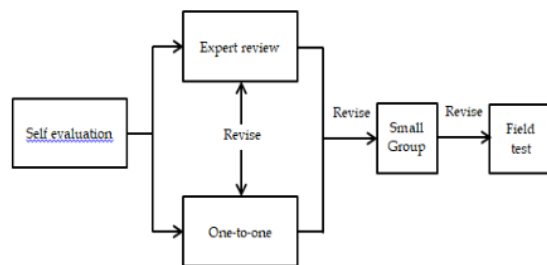 Expert review
Self evaluation
Revise
One-to-one
Revise
Small
Group
Revise
Field
test